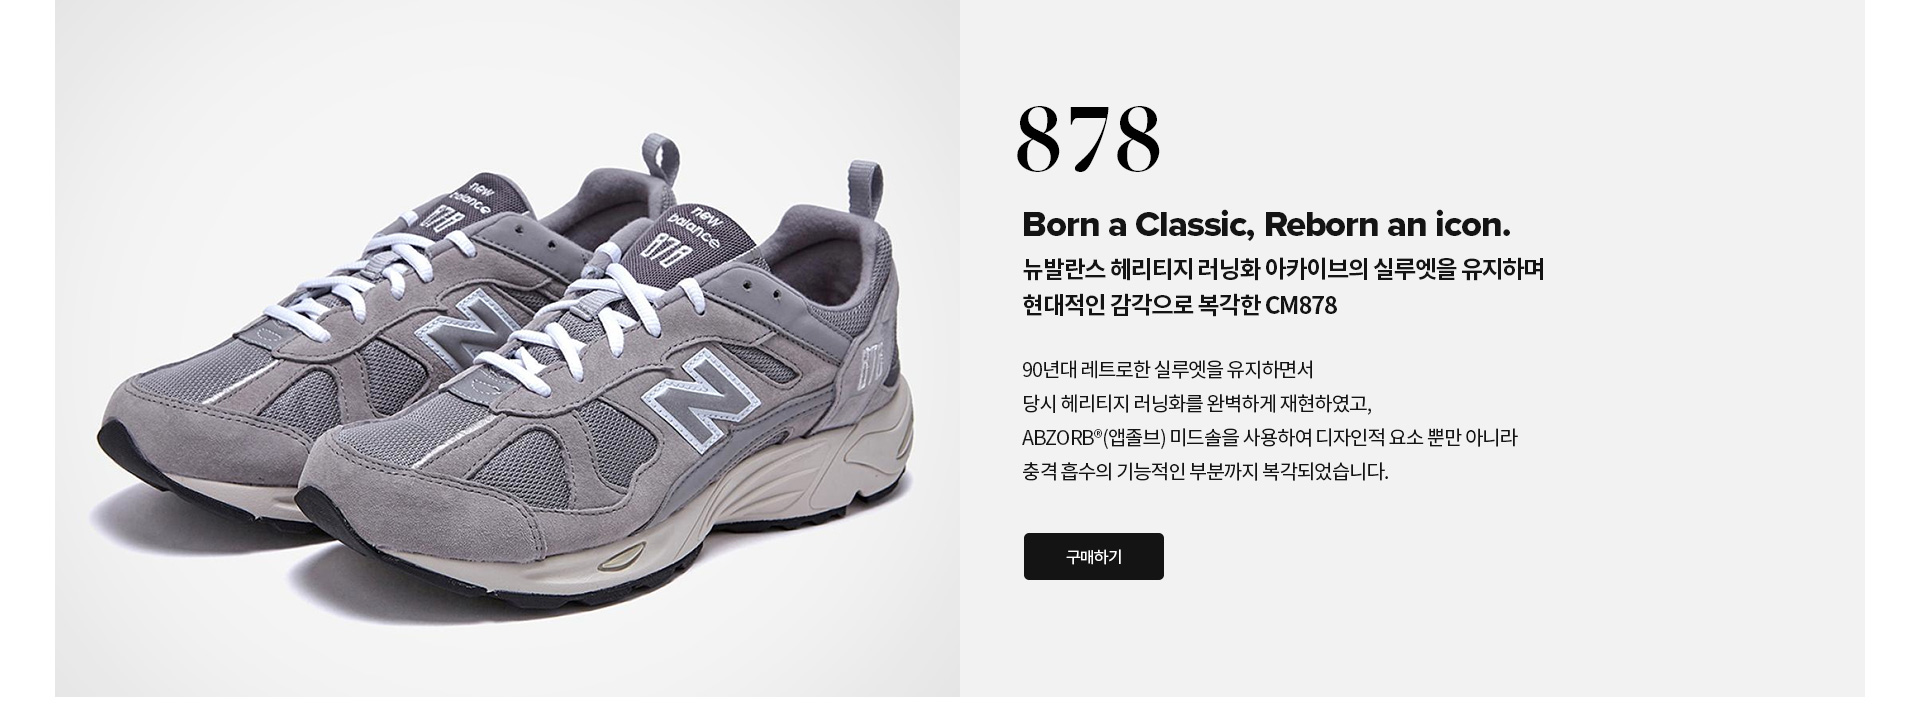 new
balance
878
new
balance
878
N
N
878
878
Born a Classic, Reborn an icon.
뉴발란스 헤리티지 러닝화 아카이브의 실루엣을 유지하며
현대적인 감각으로 복각한 CM878
90년대 레트로한 실루엣을 유지하면서
당시 헤리티지 러닝화를 완벽하게 재현하였고,
ABZORB®(앱졸브) 미드솔을 사용하여 디자인적 요소 뿐만 아니라
충격 흡수의 기능적인 부분까지 복각되었습니다.
구매하기